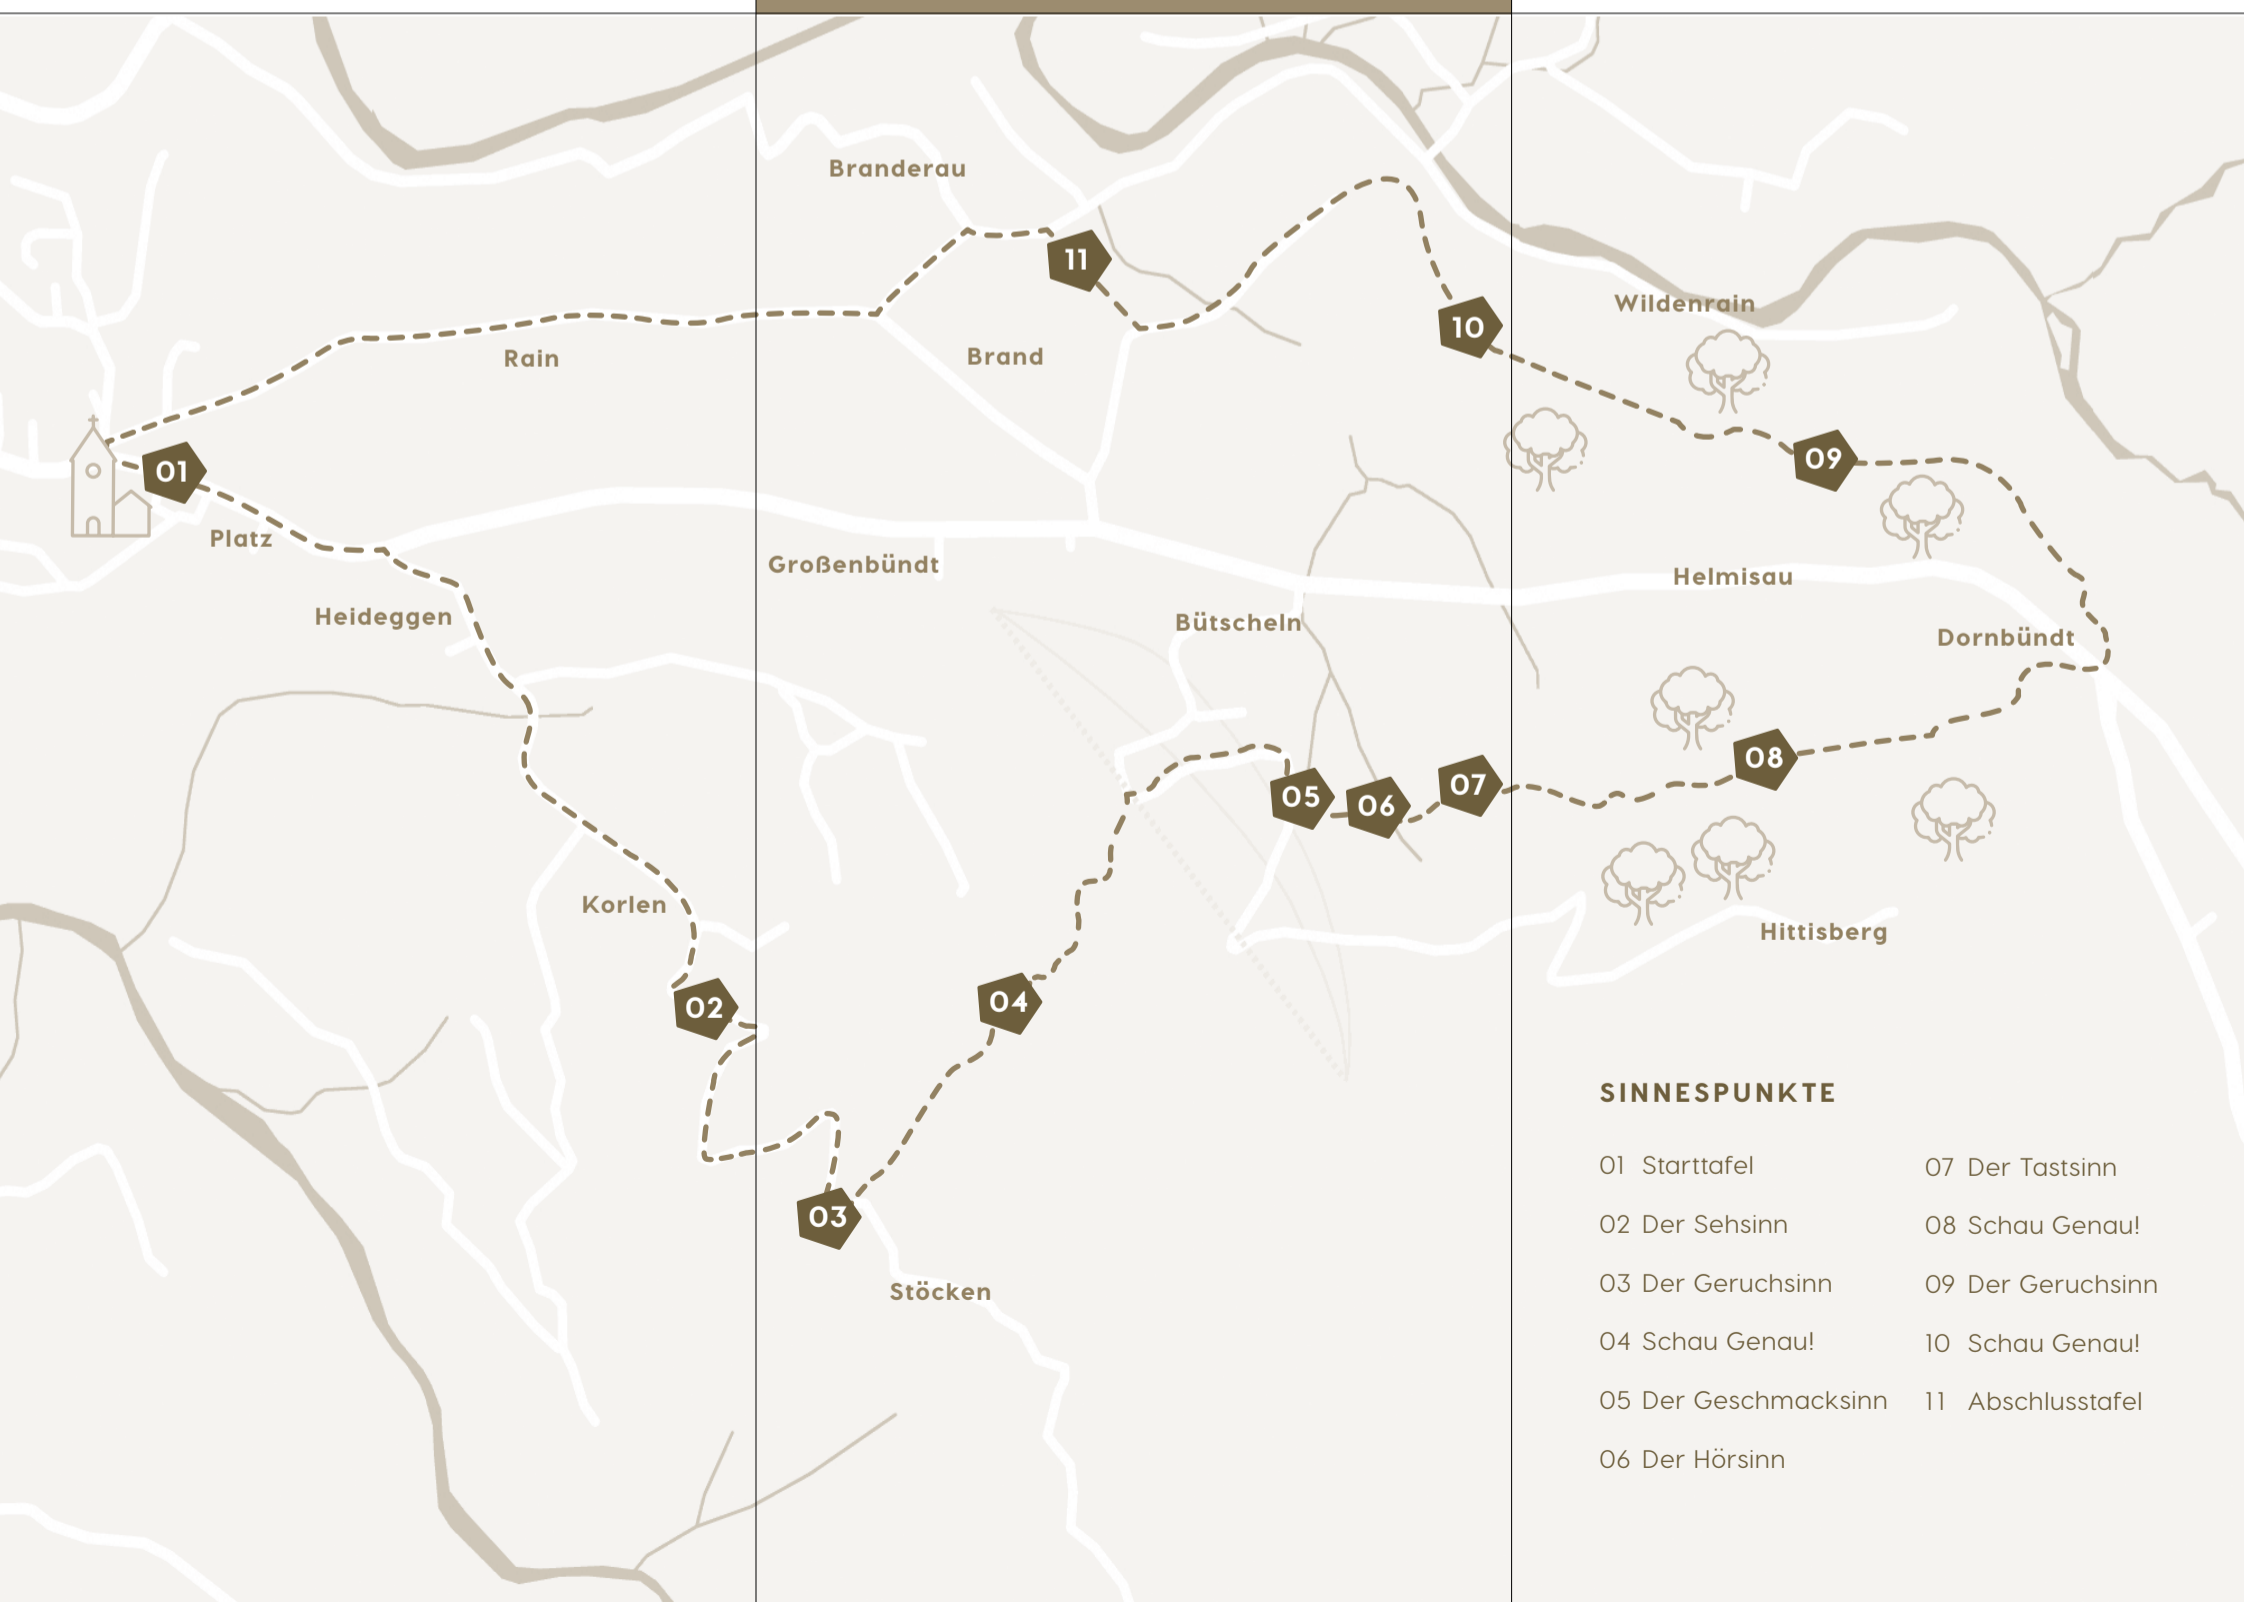 Branderau
11
Wildenrain
10
Rain
Brand
01
09
Platz
Großenbündt
Helmisau
Heideggen
Bütscheln
Dornbündt
08
07
05
06
Korlen
Hittisberg
04
02
03
Stöcken
SINNESPUNKTE
01 Starttafel
02 Der Sehsinn
03 Der Geruchsinn
04 Schau Genau!
05 Der Geschmacksinn
06 Der Hörsinn
07 Der Tastsinn
08 Schau Genau!
09 Der Geruchsinn
10 Schau Genau!
11 Abschlusstafel